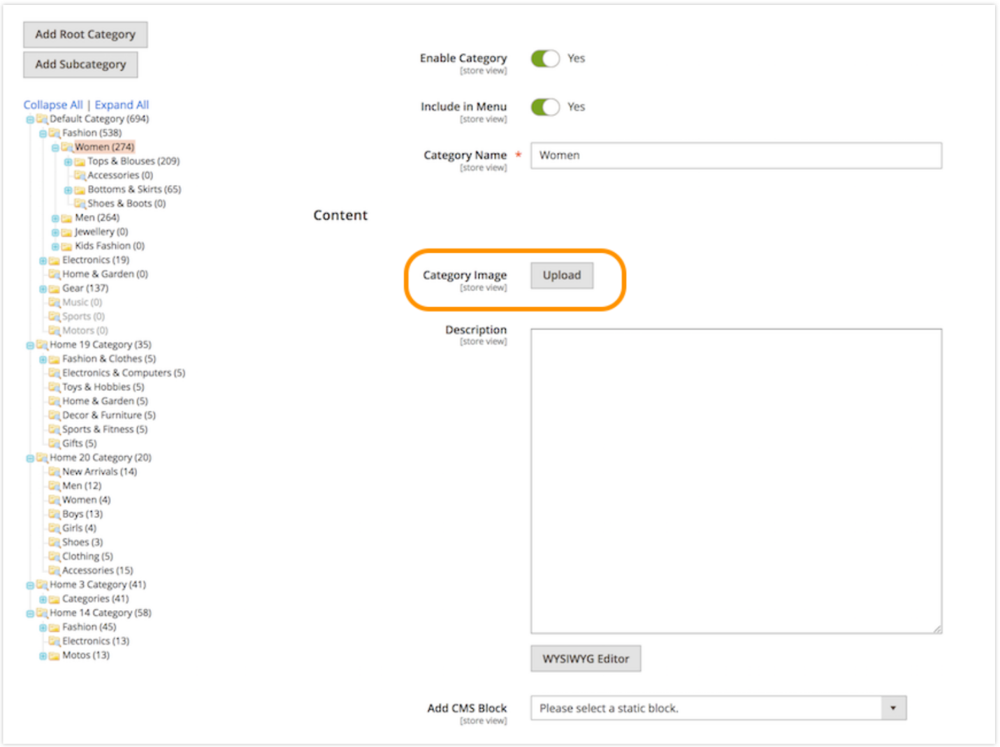 Add Root Category
Add Subcategory
Collapse All | Expand All
Default Category (694)
Fashion (538)
Women (274)
Tops & Blouses (209)
Accessories (0)
Bottoms & Skirts (65)
Shoes & Boots (0)
Men (264)
Jewellery (0)
Kids Fashion (0)
Electronics (19)
Home & Garden (0)
Gear (137)
Music (0)
Sports (0)
Motors (0)
Home 19 Category (35)
Fashion & Clothes (5)
Electronics & Computers (5)
Toys & Hobbies (5)
Home & Garden (5)
Decor & Furniture (5)
Sports & Fitness (5)
Gifts (5)
Home 20 Category (20)
New Arrivals (14)
Men (12)
Women (4)
Boys (13)
Girls (4)
Shoes (3)
Clothing (5)
Accessories (15)
Home 3 Category (41)
Categories (41)
Home 14 Category (58)
Fashion (45)
Electronics (13)
Motos (13)
Enable Category Yes
[store view]
Include in Menu Yes
[store view]
Category Name * Women
[store view]
Content
Category Image Upload
[store view]
Description
[store view]
WYSIWYG Editor
Add CMS Block Please select a static block.
[store view]